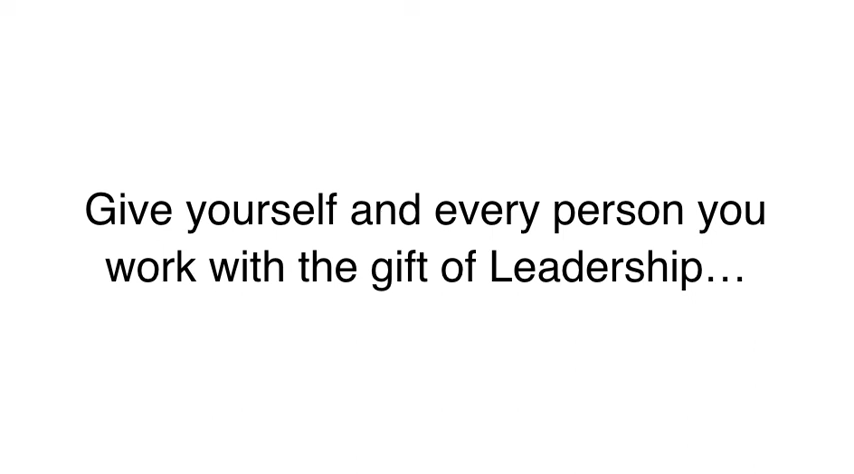 Give yourself and every person you
work with the gift of Leadership…